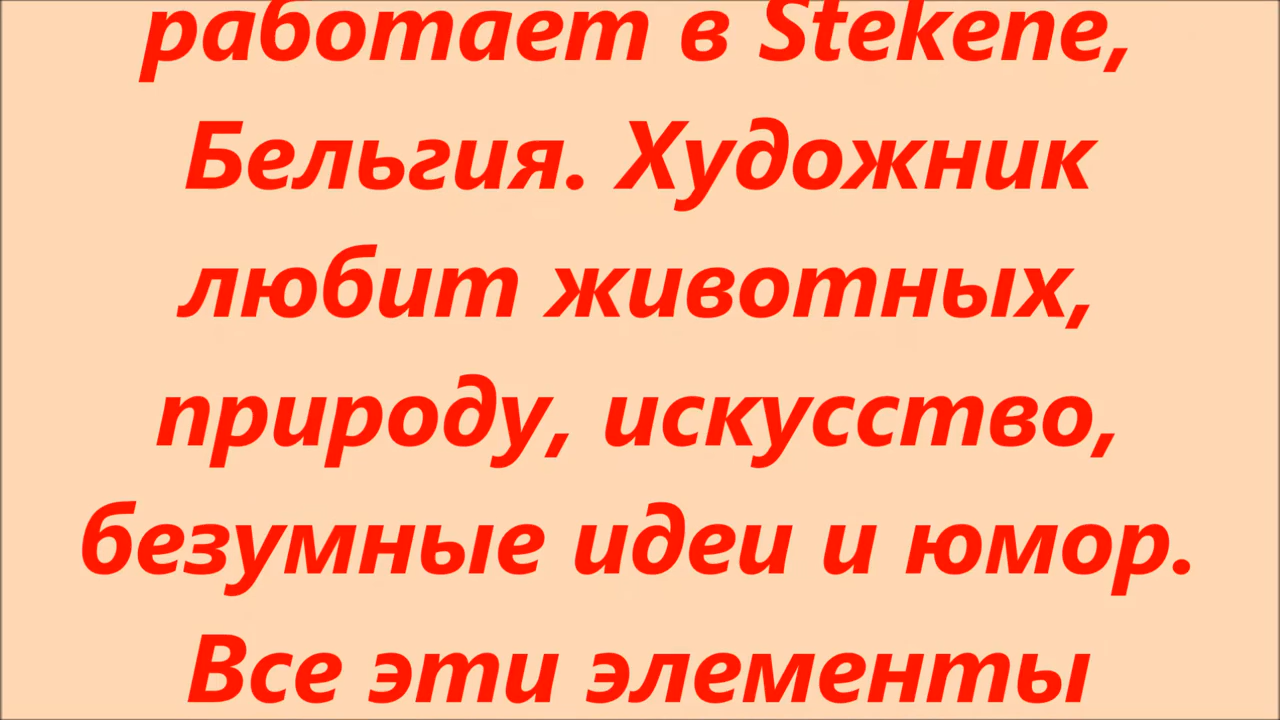 работает в Stekene,
Бельгия. Художник
любит животных,
природу, искусство,
безумные идеи и юмор.
Все эти элементы